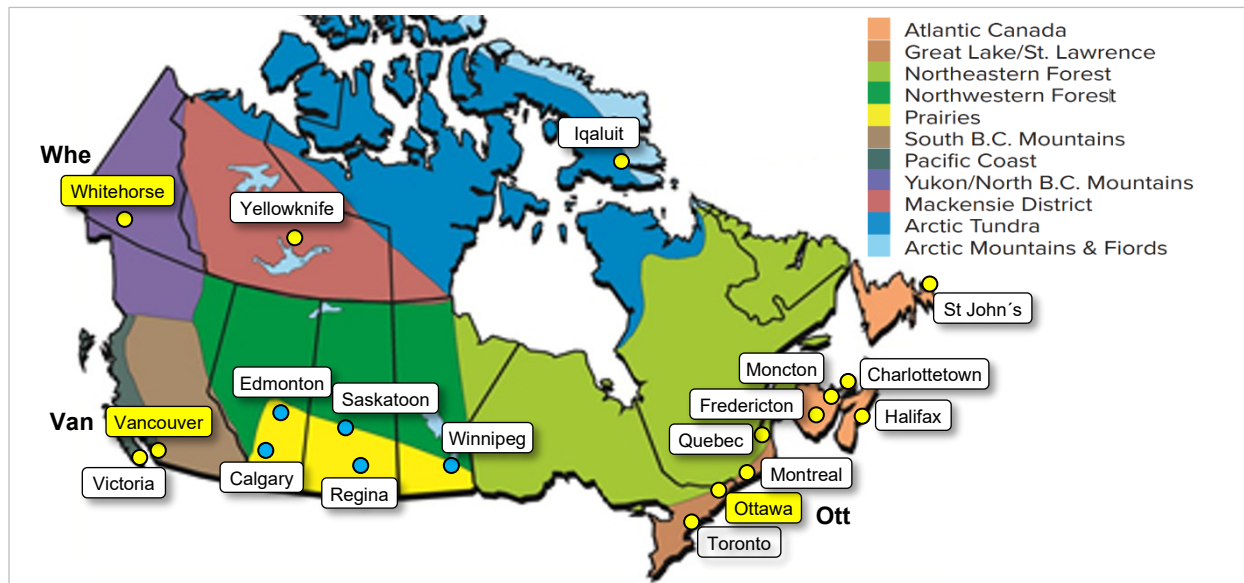 Atlantic Canada
Great Lake/St. Lawrence
Northeastern Forest
Northwestern Forest
Prairies
South B.C. Mountains
Pacific Coast
Yukon/North B.C. Mountains
Mackensie District
Arctic Tundra
Arctic Mountains & Fiords
Iqaluit
Whe
Whitehorse
Yellowknife
St John´s
Moncton
Charlottetown
Edmonton
Saskatoon
Fredericton
Halifax
Van
Vancouver
Winnipeg
Quebec
Victoria
Calgary
Regina
Montreal
Ottawa
Ott
Toronto